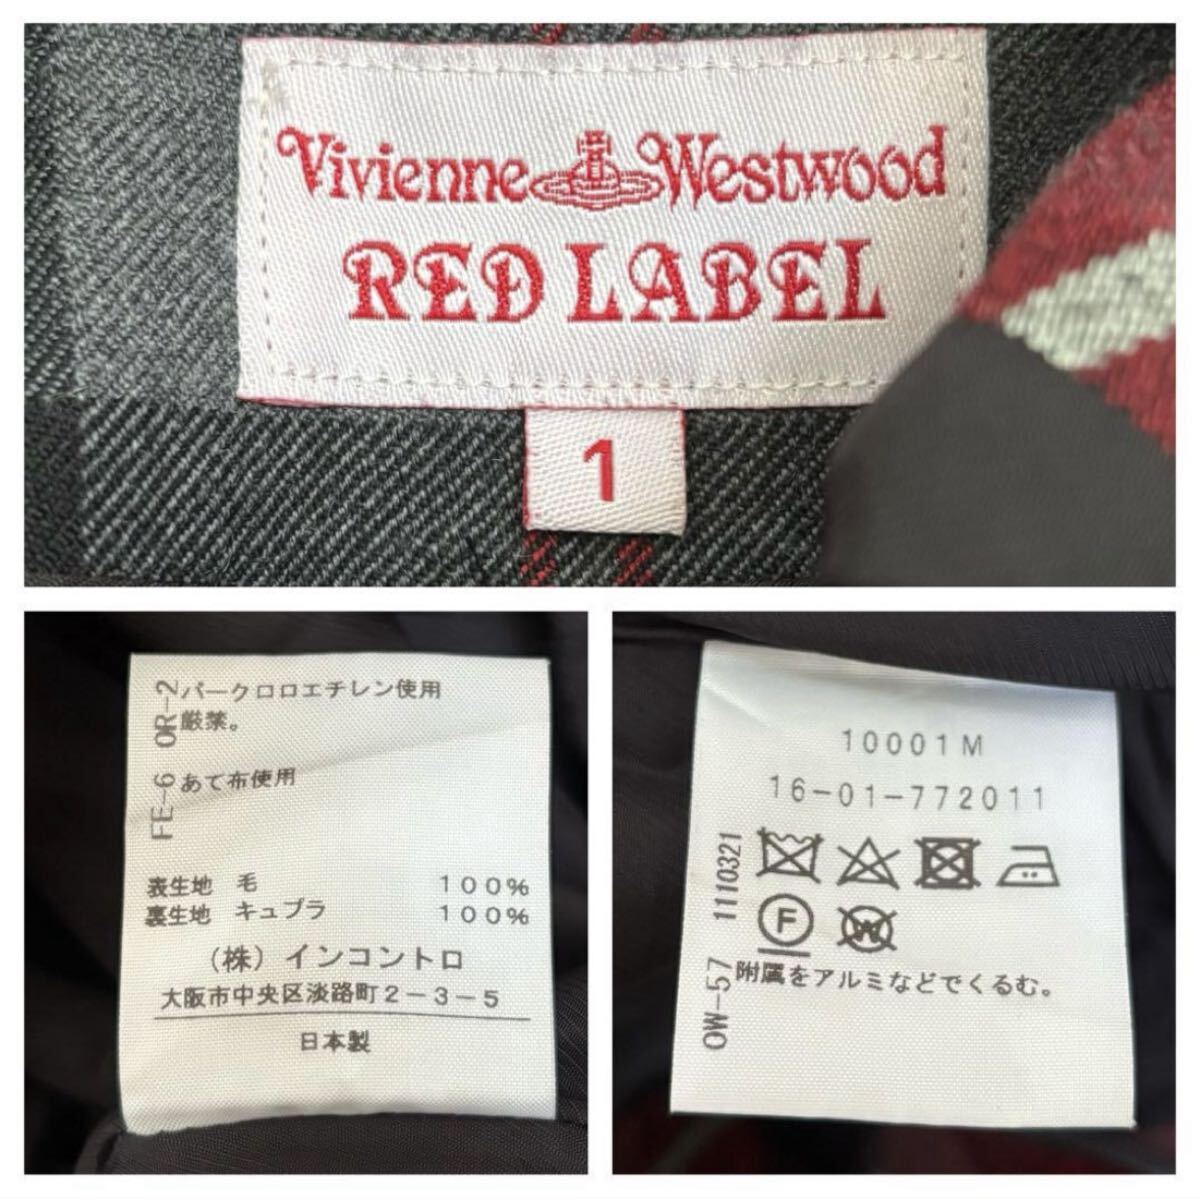 Vivienne Westwood
RED LABEL
1
OR-2 パークロロエチレン使用
厳禁。
FE-6 あて布使用
表生地 毛 100%
裏生地 キュプラ 100%
(株)インコントロ
大阪市中央区淡路町2-3-5
日本製
10001M
16-01-772011
1110321
F
W
OW-57 附属をアルミなどでくるむ。